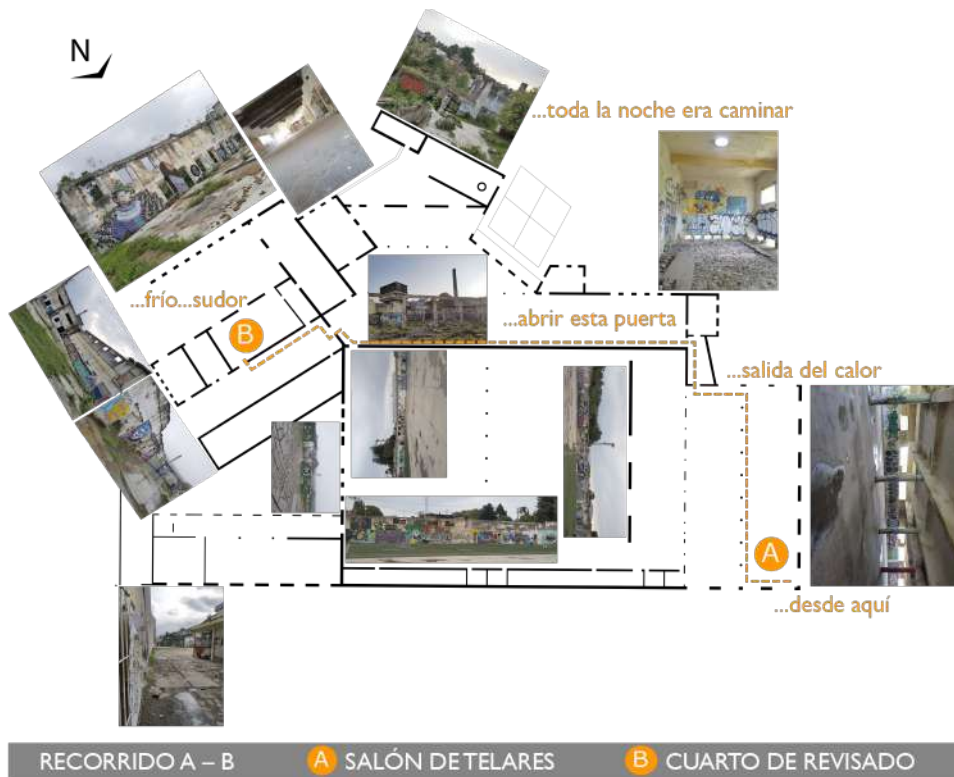 N
...toda la noche era caminar
...frío...sudor
B
...abrir esta puerta
...salida del calor
A
...desde aquí
RECORRIDO A – B A SALÓN DE TELARES B CUARTO DE REVISADO